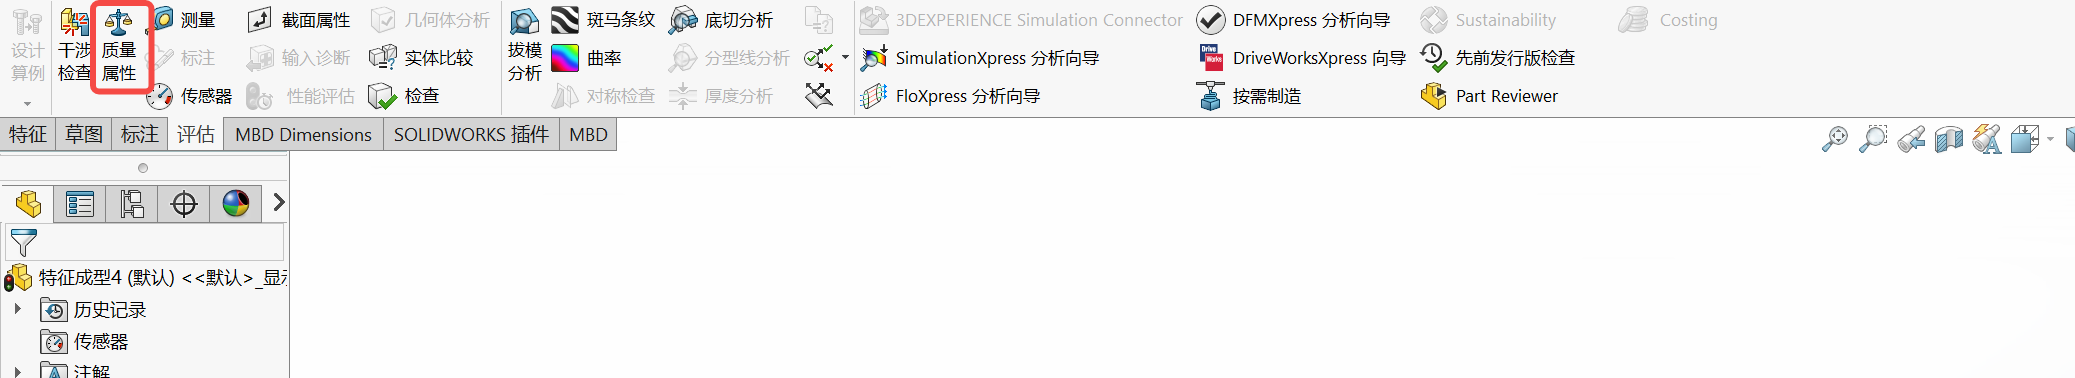 设计
算例
干涉
检查
质量
属性
测量
标注
传感器
截面属性
输入诊断
性能评估
几何体分析
实体比较
检查
拔模
分析
斑马条纹
曲率
对称检查
底切分析
分型线分析
厚度分析
3DEXPERIENCE Simulation Connector
SimulationXpress 分析向导
FloXpress 分析向导
DFMXpress 分析向导
Drive
Works
DriveWorksXpress 向导
按需制造
Sustainability
先前发行版检查
Part Reviewer
Costing
特征 草图 标注 评估 MBD Dimensions SOLIDWORKS 插件 MBD
特征成型4 (默认) <<默认>_显示
历史记录
传感器
注解